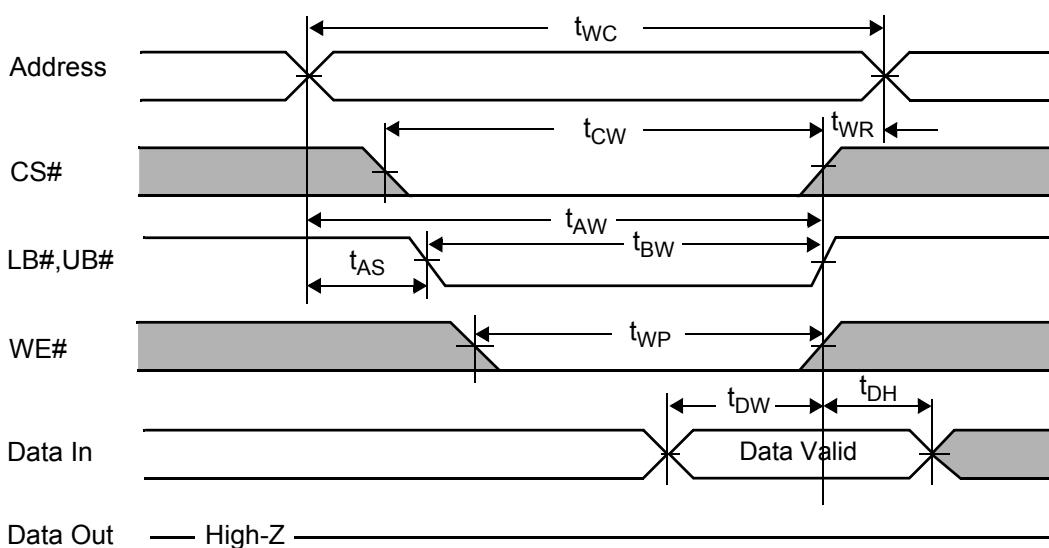 tWC
Address
tCW
tWR
CS#
tAW
tBW
LB#,UB#
tAS
tWP
WE#
tDW
tDH
Data In
Data Valid
Data Out
High-Z